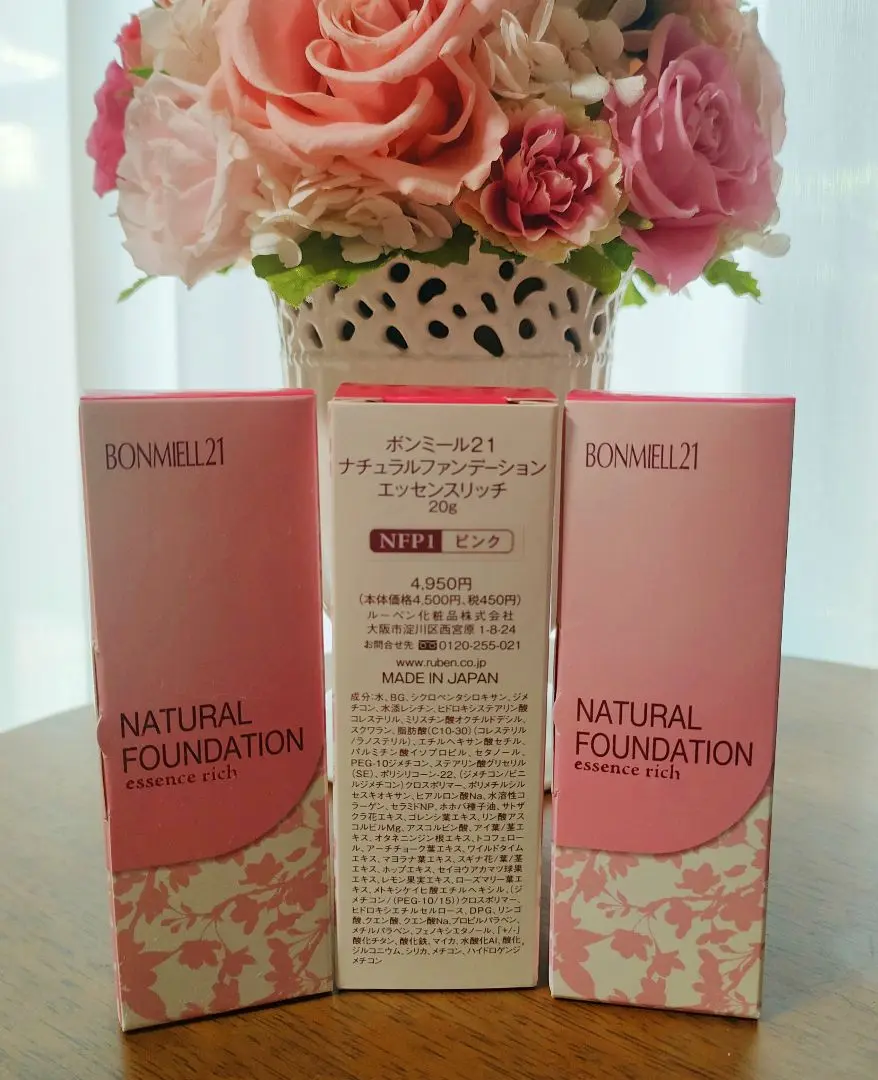 BONMIELL21
NATURAL
FOUNDATION
essence rich
ボンミール21
ナチュラルファンデーション
エッセンスリッチ
20g
NFP1 ピンク
4,950円
(本体価格4,500円、税450円)
ルーベン化粧品株式会社
大阪市淀川区西宮原 1-8-24
お問合せ先 0120-255-021
www.ruben.co.jp
MADE IN JAPAN
成分:水、BG、シクロペンタシロキサン、ジメ
チコン、水添レシチン、ヒドロキシステアリン酸
コレステリル、ミリスチン酸オクチルドデシル、
スクワラン、脂肪酸(C10-30)(コレステリル
/ラノステリル)、エチルヘキサン酸セチル、
パルミチン酸イソプロピル、セタノール、
PEG-10ジメチコン、ステアリン酸グリセリル
(SE)、ポリシリコーン-22、(ジメチコン/ビニ
ルジメチコン)クロスポリマー、ポリメチルシル
セスキオキサン、ヒアルロン酸Na、水溶性コ
ラーゲン、セラミドNP、ホホバ種子油、サトザ
クラ花エキス、ゴレンシ葉エキス、リン酸アス
コルビルMg、アスコルビン酸、アイ葉/茎エ
キス、オタネニンジン根エキス、トコフェロー
ル、アーチチョーク葉エキス、ワイルドタイム
エキス、マヨラナ葉エキス、スギナ花/葉/茎
エキス、ホップエキス、セイヨウアカマツ球果
エキス、レモン果実エキス、ローズマリー葉エ
キス、メトキシケイヒ酸エチルヘキシル、(ジ
メチコン/(PEG-10/15))クロスポリマー、
ヒドロキシエチルセルロース、DPG、リンゴ
酸、クエン酸、クエン酸Na、プロピルパラベン、
メチルパラベン、フェノキシエタノール、「+/-」
酸化チタン、酸化鉄、マイカ、水酸化Al、酸化
ジルコニウム、シリカ、メチコン、ハイドロゲンジ
メチコン
BONMIELL21
NATURAL
FOUNDATION
essence rich